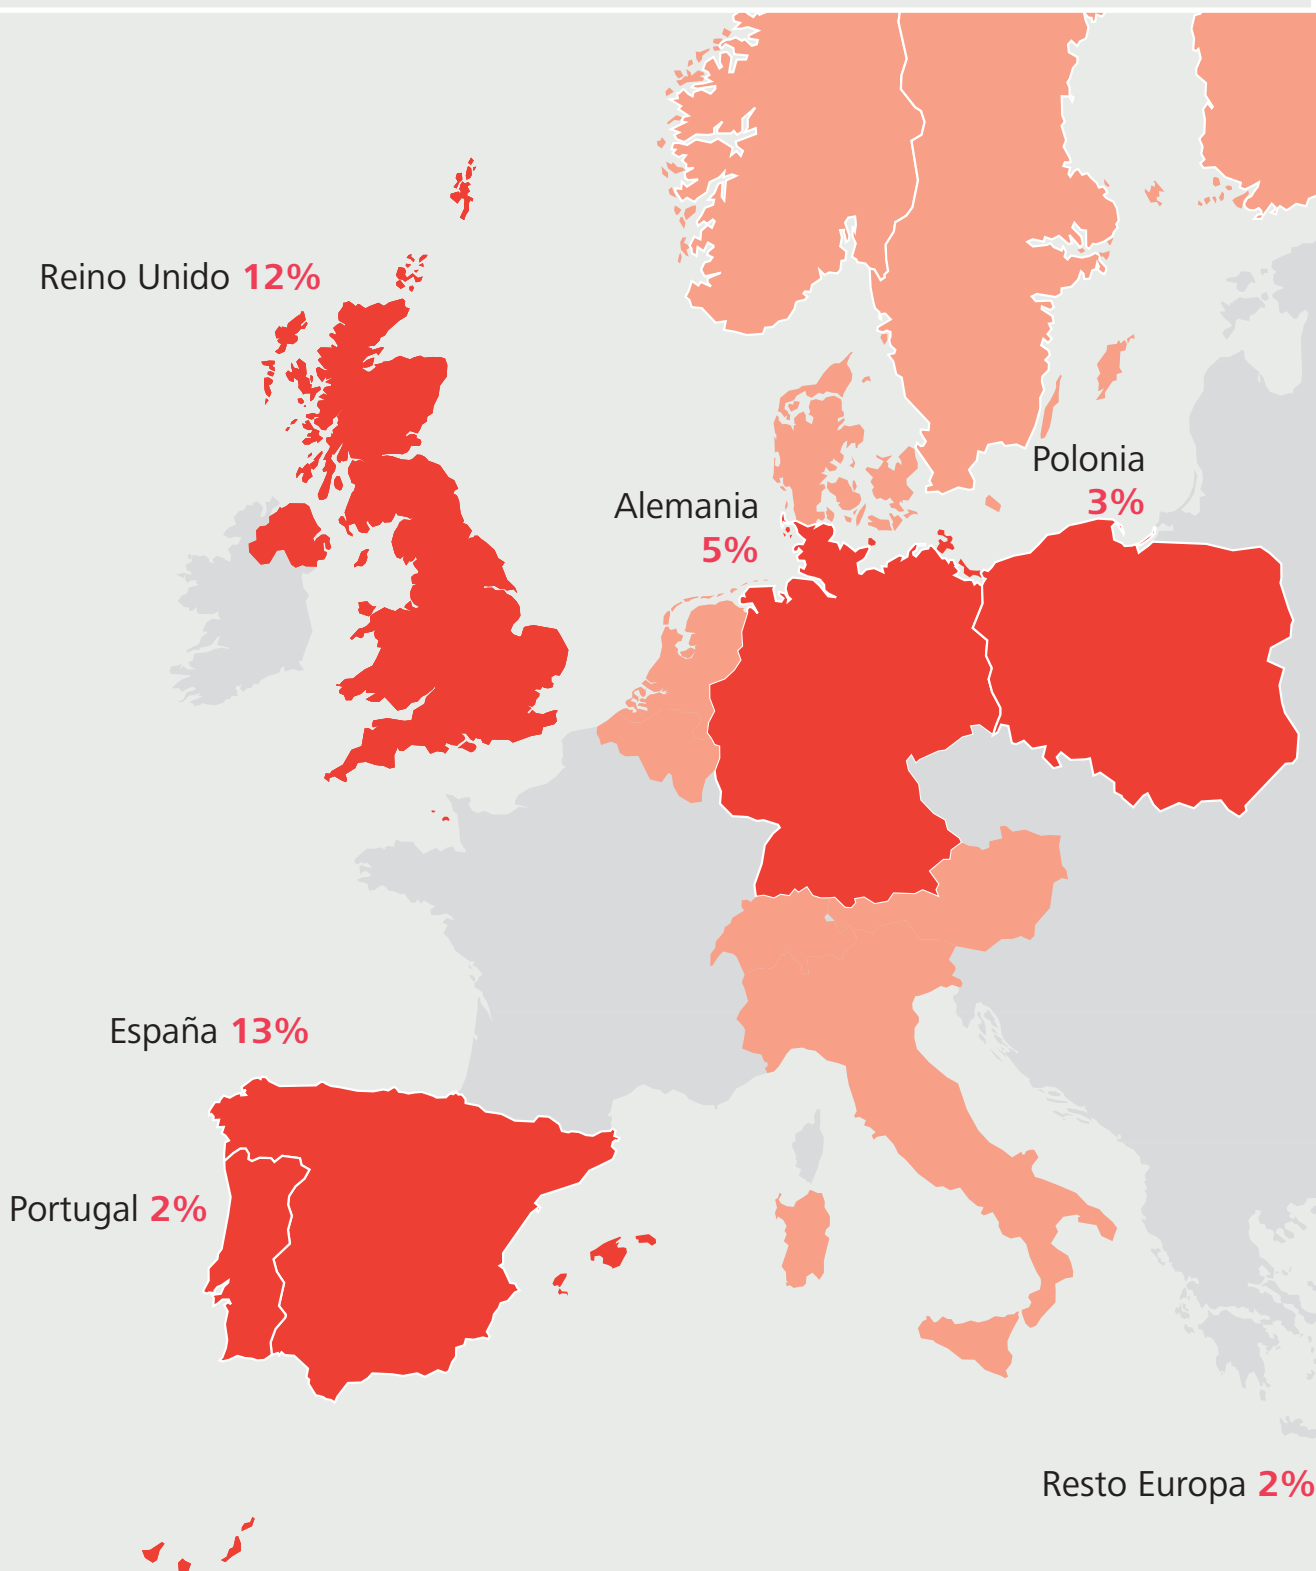 Reino Unido 12%
Polonia
3%
Alemania
5%
España 13%
Portugal 2%
Resto Europa 2%